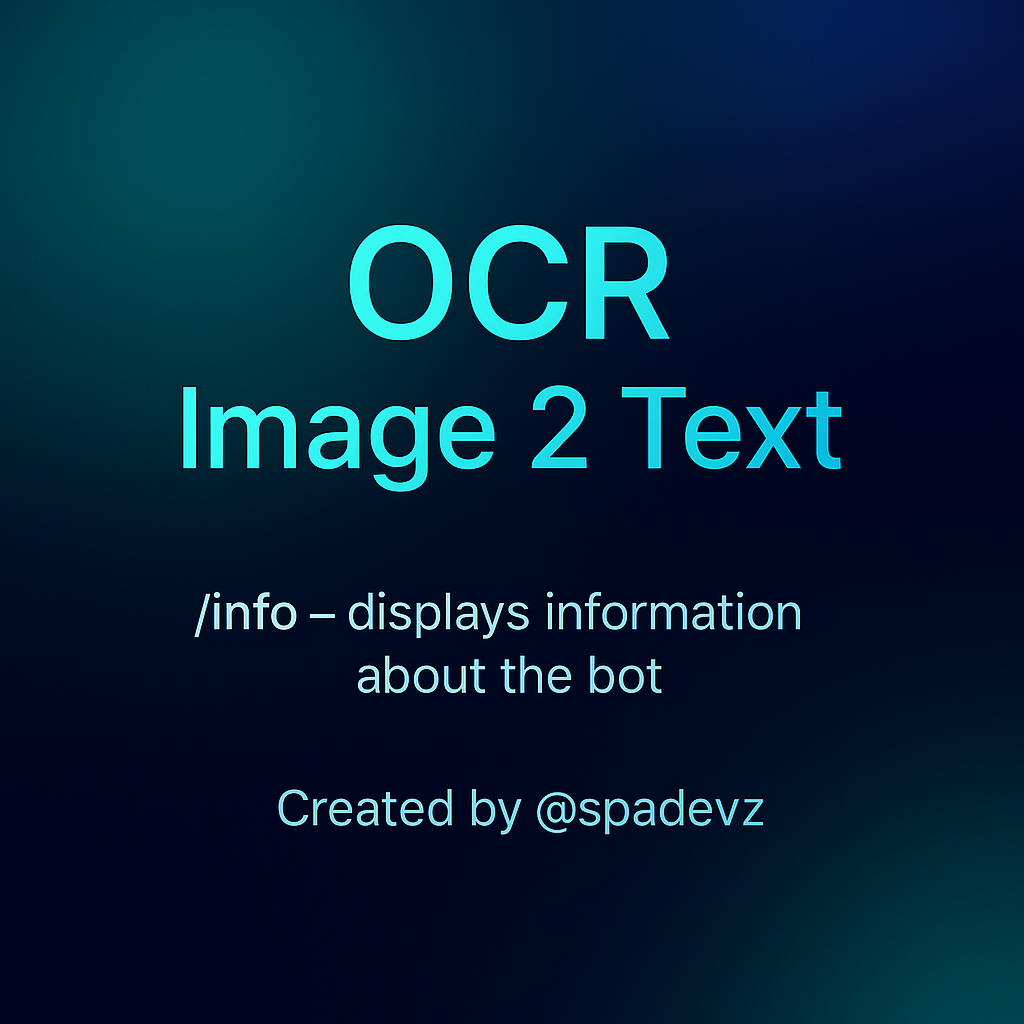 OCR
Image 2 Text
/info – displays information
about the bot
Created by @spadevz